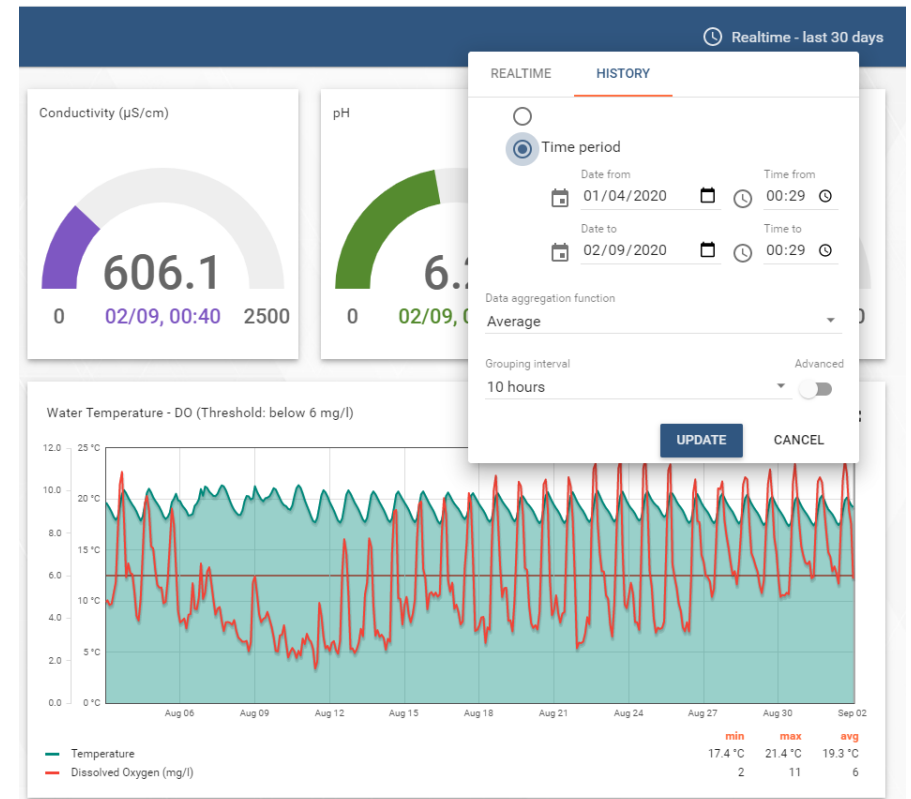 Realtime - last 30 days
REALTIME HISTORY
Time period
Date from Time from
01/04/2020 00:29
Date to Time to
02/09/2020 00:29
Data aggregation function
Average
Grouping interval Advanced
10 hours
UPDATE CANCEL
Conductivity (µS/cm)
606.1
0 02/09, 00:40 2500
pH
0
Water Temperature - DO (Threshold: below 6 mg/l)
12.0 25 °C
10.0 20 °C
8.0
15 °C
6.0
10 °C
4.0
5 °C
2.0
0.0 0 °C
Aug 06 Aug 09 Aug 12 Aug 15 Aug 18 Aug 21 Aug 24 Aug 27 Aug 30 Sep 02
min max avg
Temperature 17.4 °C 21.4 °C 19.3 °C
Dissolved Oxygen (mg/l) 2 11 6